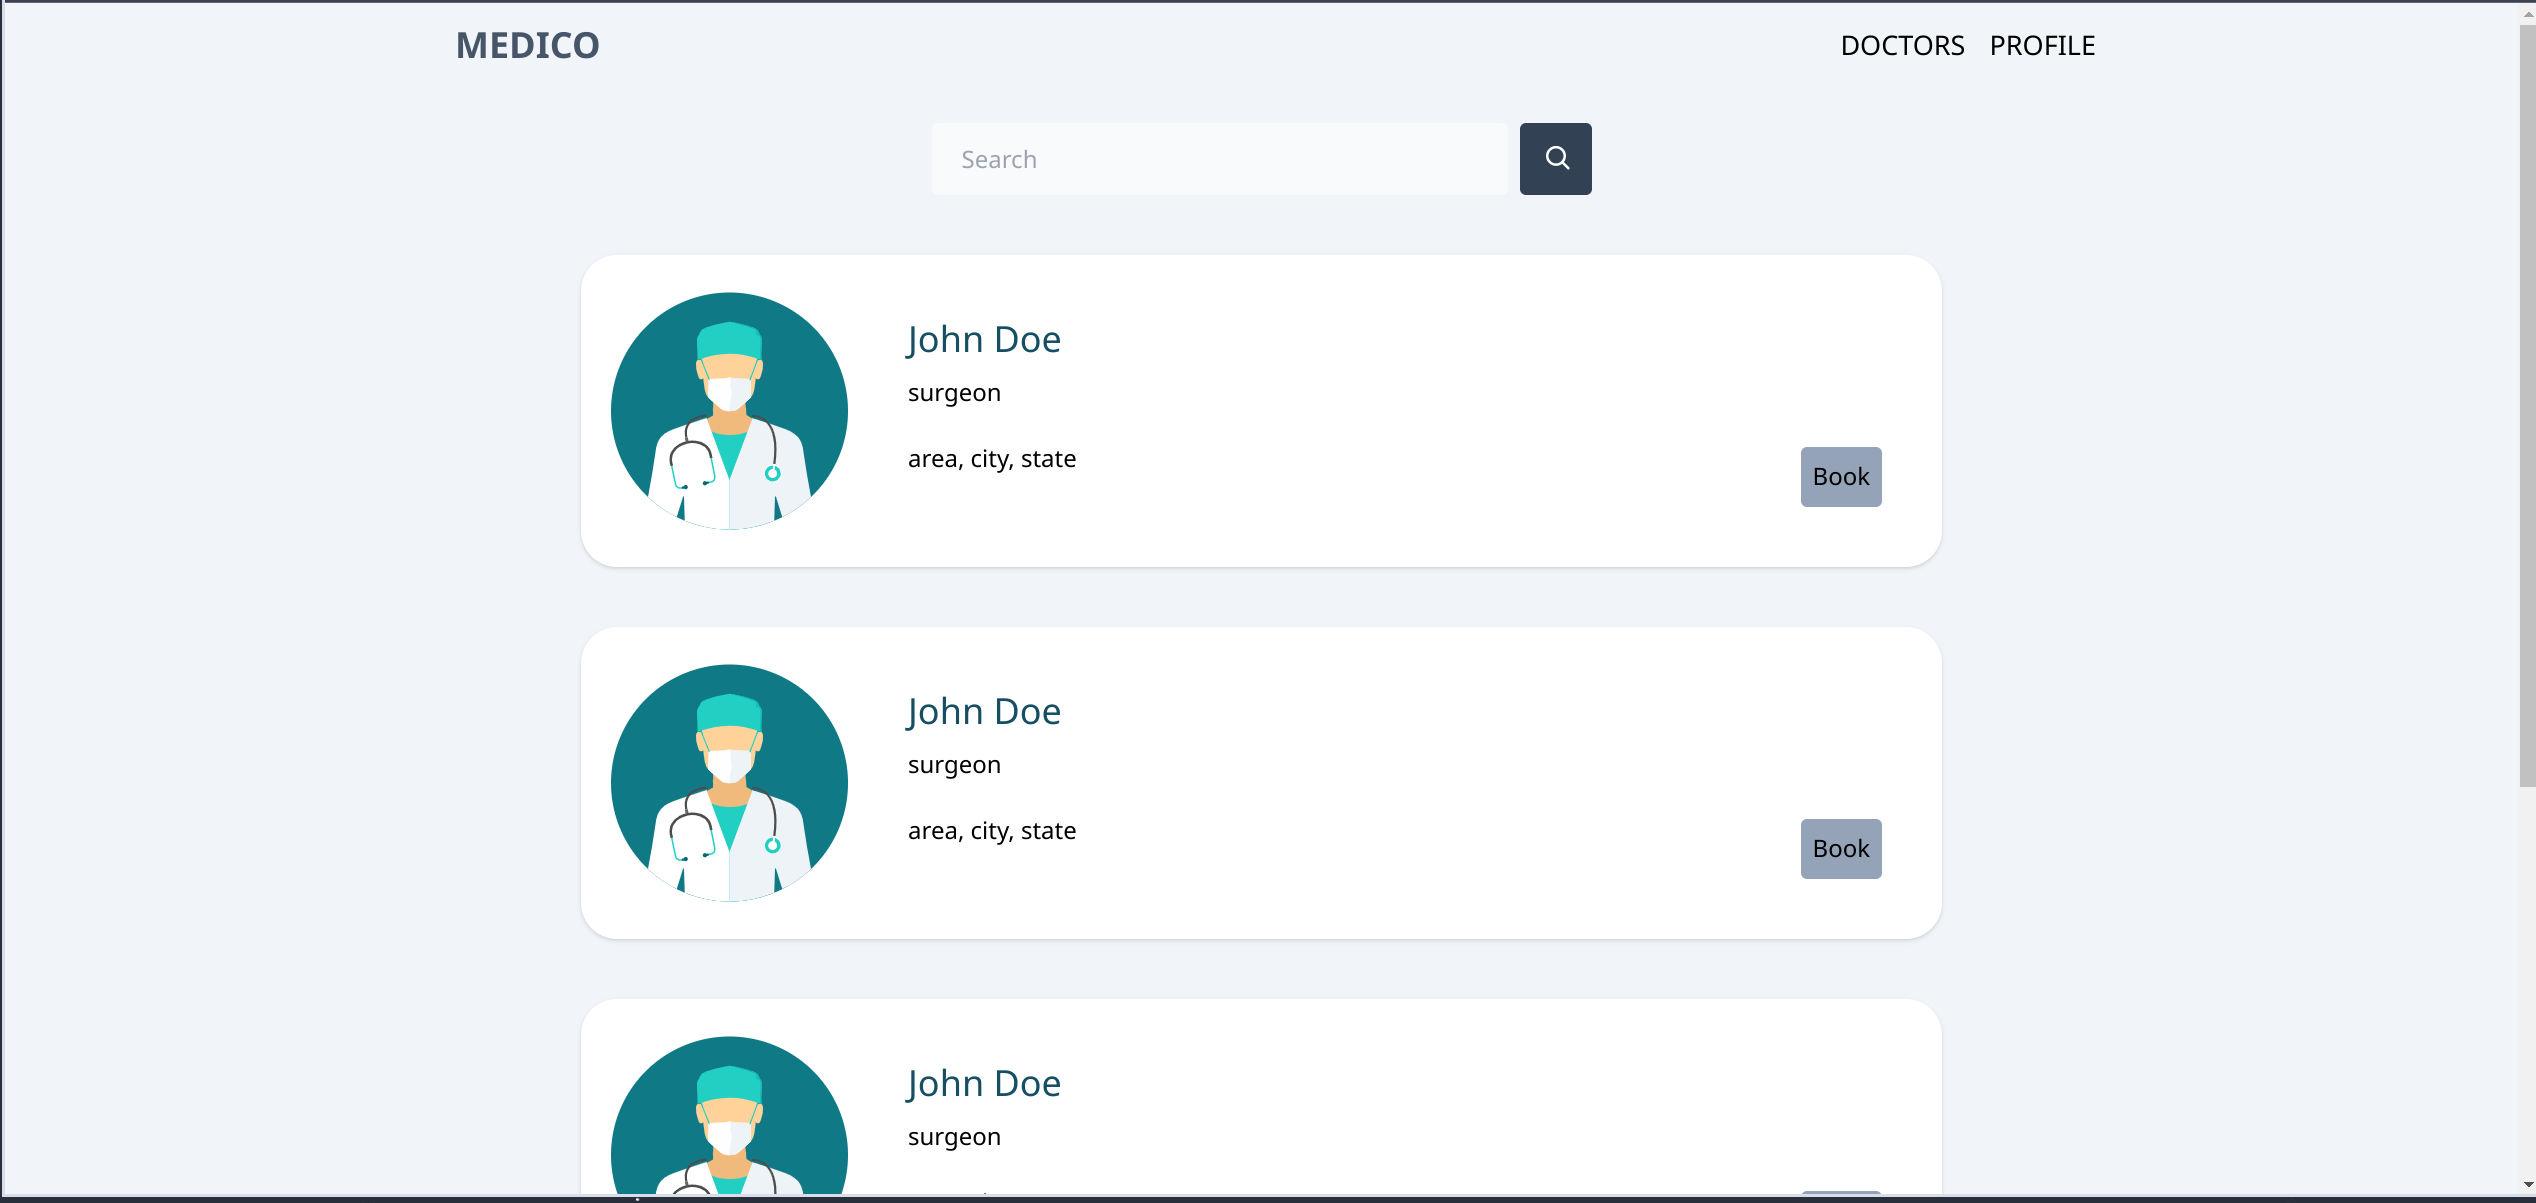 MEDICO
DOCTORS PROFILE
Search
John Doe
surgeon
area, city, state
Book
John Doe
surgeon
area, city, state
Book
John Doe
surgeon